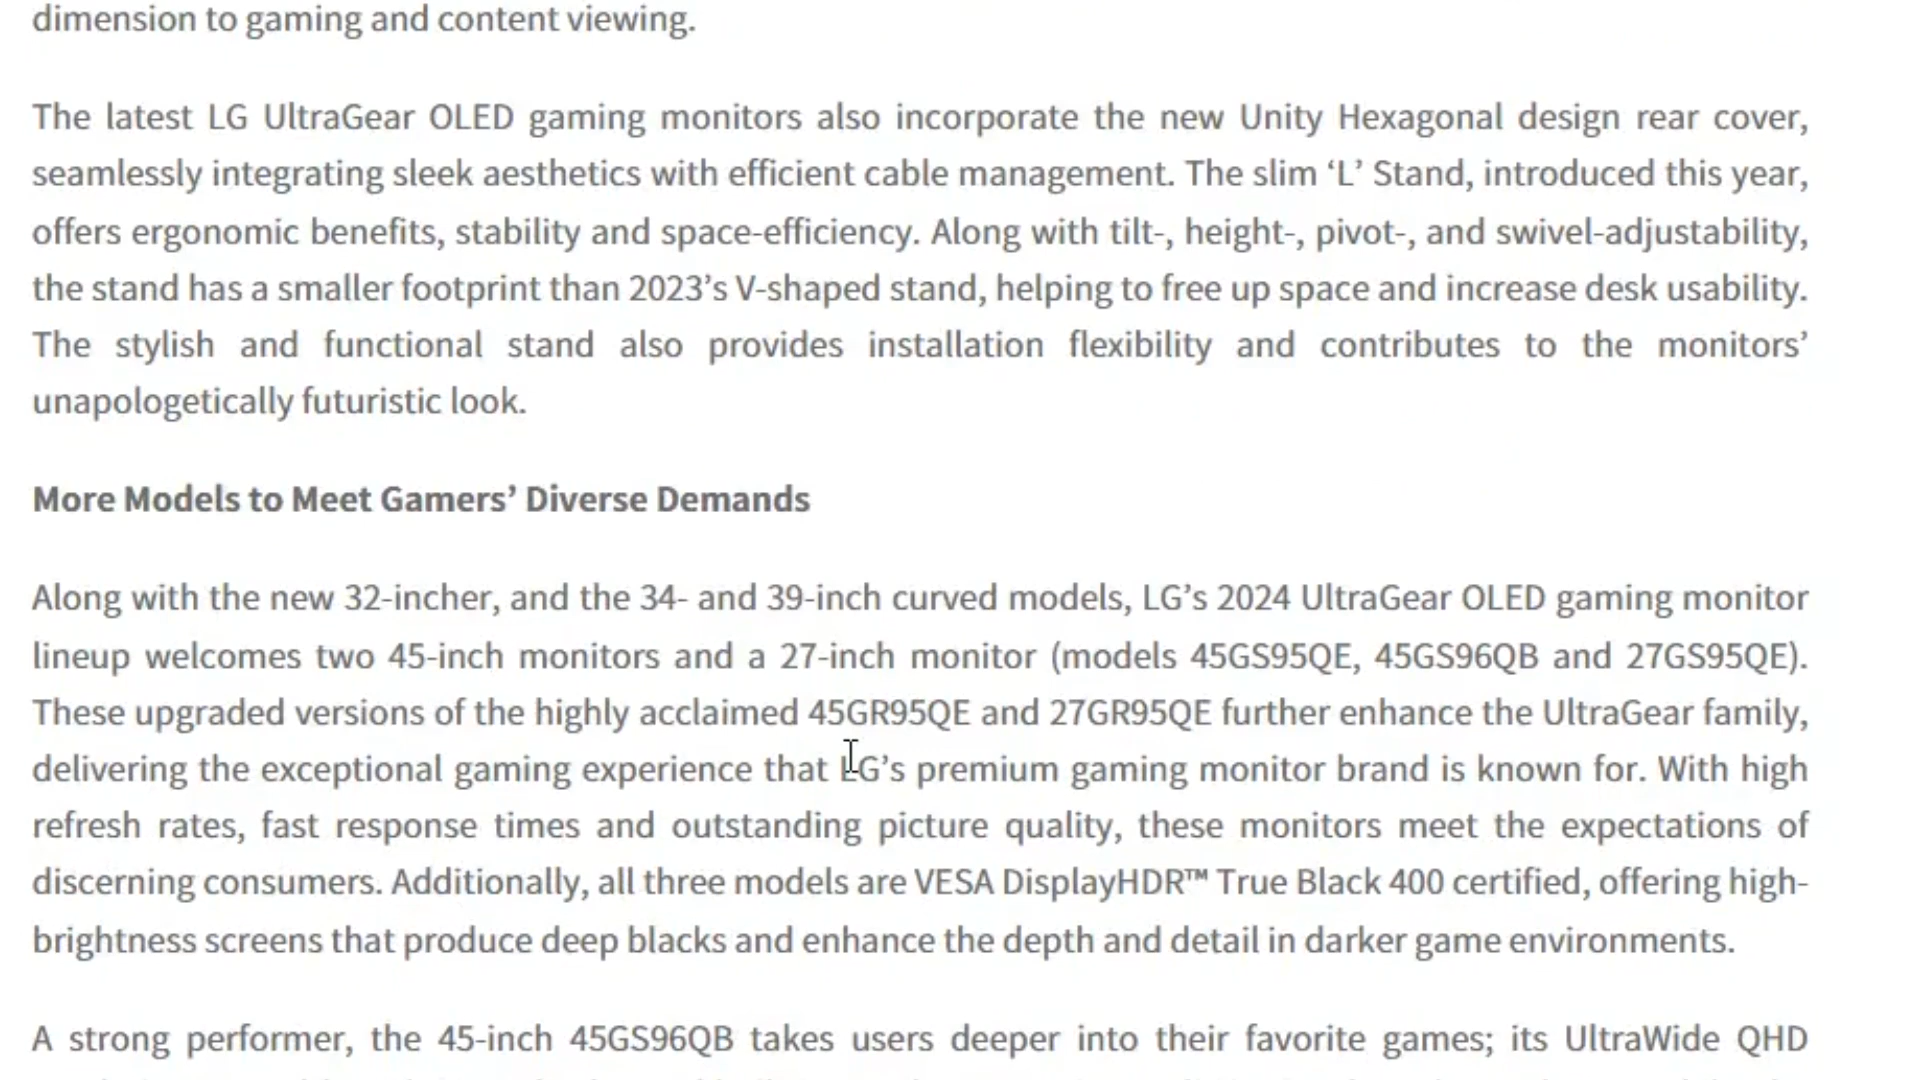 dimension to gaming and content viewing.
The latest LG UltraGear OLED gaming monitors also incorporate the new Unity Hexagonal design rear cover,
seamlessly integrating sleek aesthetics with efficient cable management. The slim ‘L’ Stand, introduced this year,
offers ergonomic benefits, stability and space-efficiency. Along with tilt-, height-, pivot-, and swivel-adjustability,
the stand has a smaller footprint than 2023’s V-shaped stand, helping to free up space and increase desk usability.
The stylish and functional stand also provides installation flexibility and contributes to the monitors’
unapologetically futuristic look.
More Models to Meet Gamers’ Diverse Demands
Along with the new 32-incher, and the 34- and 39-inch curved models, LG’s 2024 UltraGear OLED gaming monitor
lineup welcomes two 45-inch monitors and a 27-inch monitor (models 45GS95QE, 45GS96QB and 27GS95QE).
These upgraded versions of the highly acclaimed 45GR95QE and 27GR95QE further enhance the UltraGear family,
delivering the exceptional gaming experience that LG’s premium gaming monitor brand is known for. With high
refresh rates, fast response times and outstanding picture quality, these monitors meet the expectations of
discerning consumers. Additionally, all three models are VESA DisplayHDR™ True Black 400 certified, offering high-
brightness screens that produce deep blacks and enhance the depth and detail in darker game environments.
A strong performer, the 45-inch 45GS96QB takes users deeper into their favorite games; its UltraWide QHD